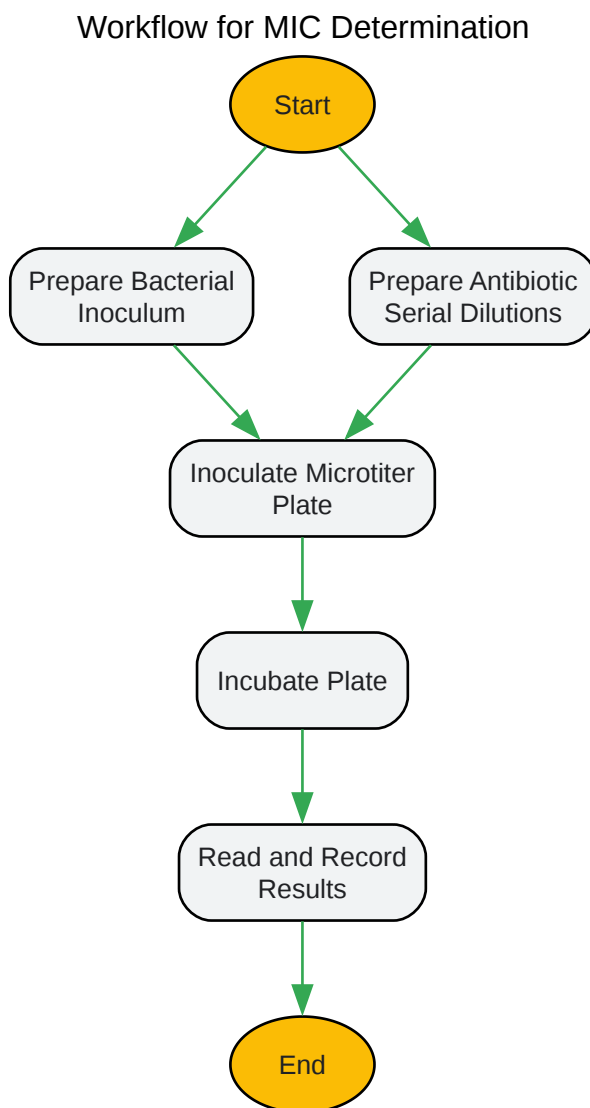 Workflow for MIC Determination
Start
Prepare Bacterial
Inoculum
Prepare Antibiotic
Serial Dilutions
Inoculate Microtiter
Plate
Incubate Plate
Read and Record
Results
End